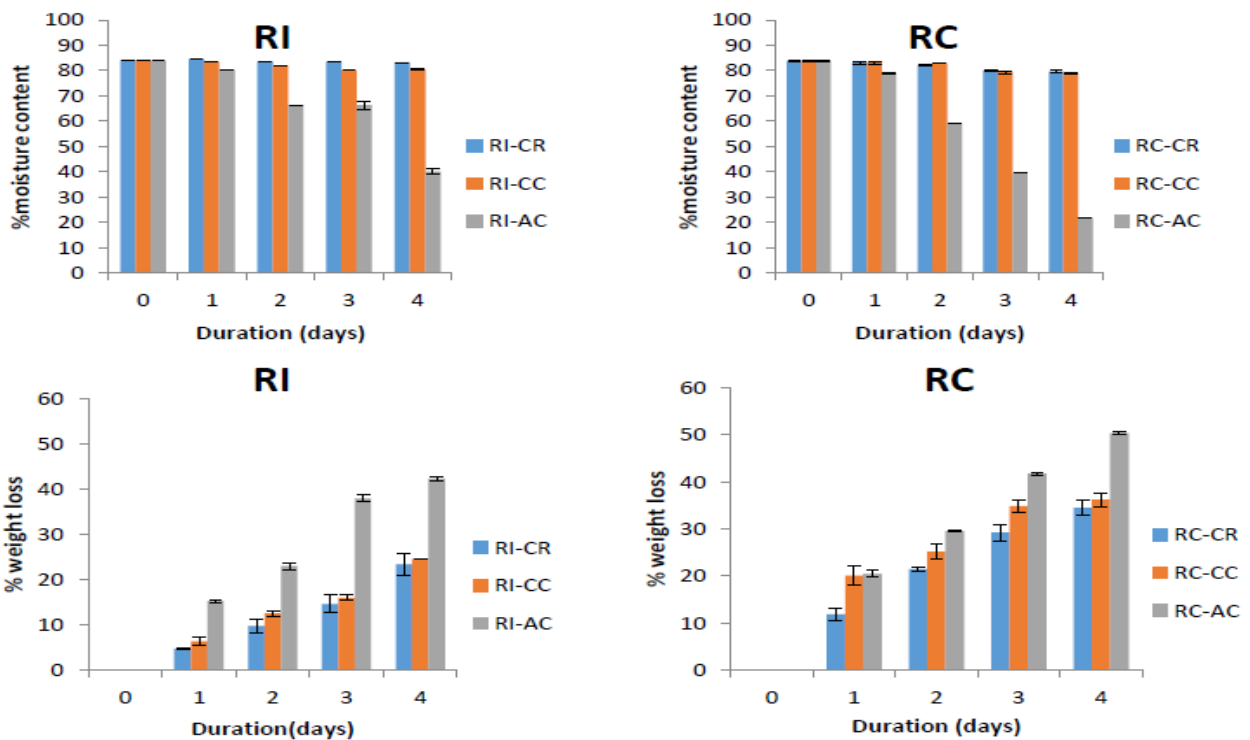 RI
%moisture content
100
90
80
70
60
50
40
30
20
10
0
0 1 2 3 4
Duration (days)
RI-CR
RI-CC
RI-AC
RC
%moisture content
100
90
80
70
60
50
40
30
20
10
0
0 1 2 3 4
Duration (days)
RC-CR
RC-CC
RC-AC
RI
% weight loss
60
50
40
30
20
10
0
0 1 2 3 4
Duration(days)
RI-CR
RI-CC
RI-AC
RC
% weight loss
60
50
40
30
20
10
0
0 1 2 3 4
Duration (days)
RC-CR
RC-CC
RC-AC